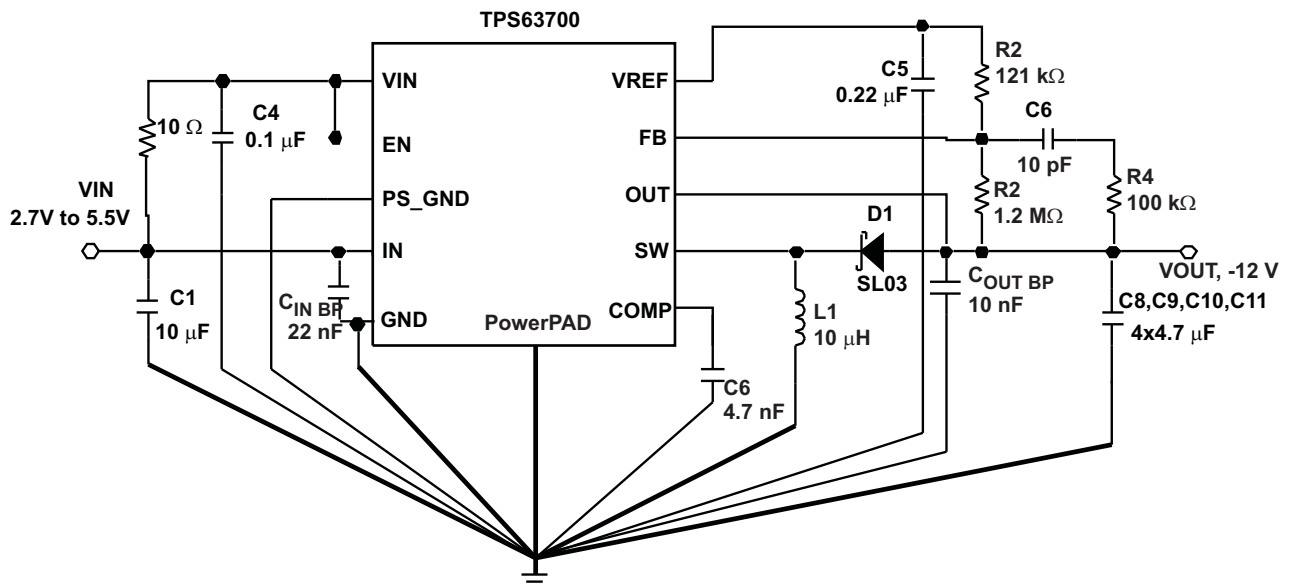 TPS63700
VIN
EN
PS_GND
IN
GND
PowerPAD
VREF
FB
OUT
SW
COMP
10 Ω
C4
0.1 μF
VIN
2.7V to 5.5V
C1
10 μF
C_IN BP
22 nF
C5
0.22 μF
R2
121 kΩ
C6
10 pF
R2
1.2 MΩ
R4
100 kΩ
D1
SL03
C_OUT BP
10 nF
VOUT, -12 V
C8,C9,C10,C11
4x4.7 μF
L1
10 μH
C6
4.7 nF